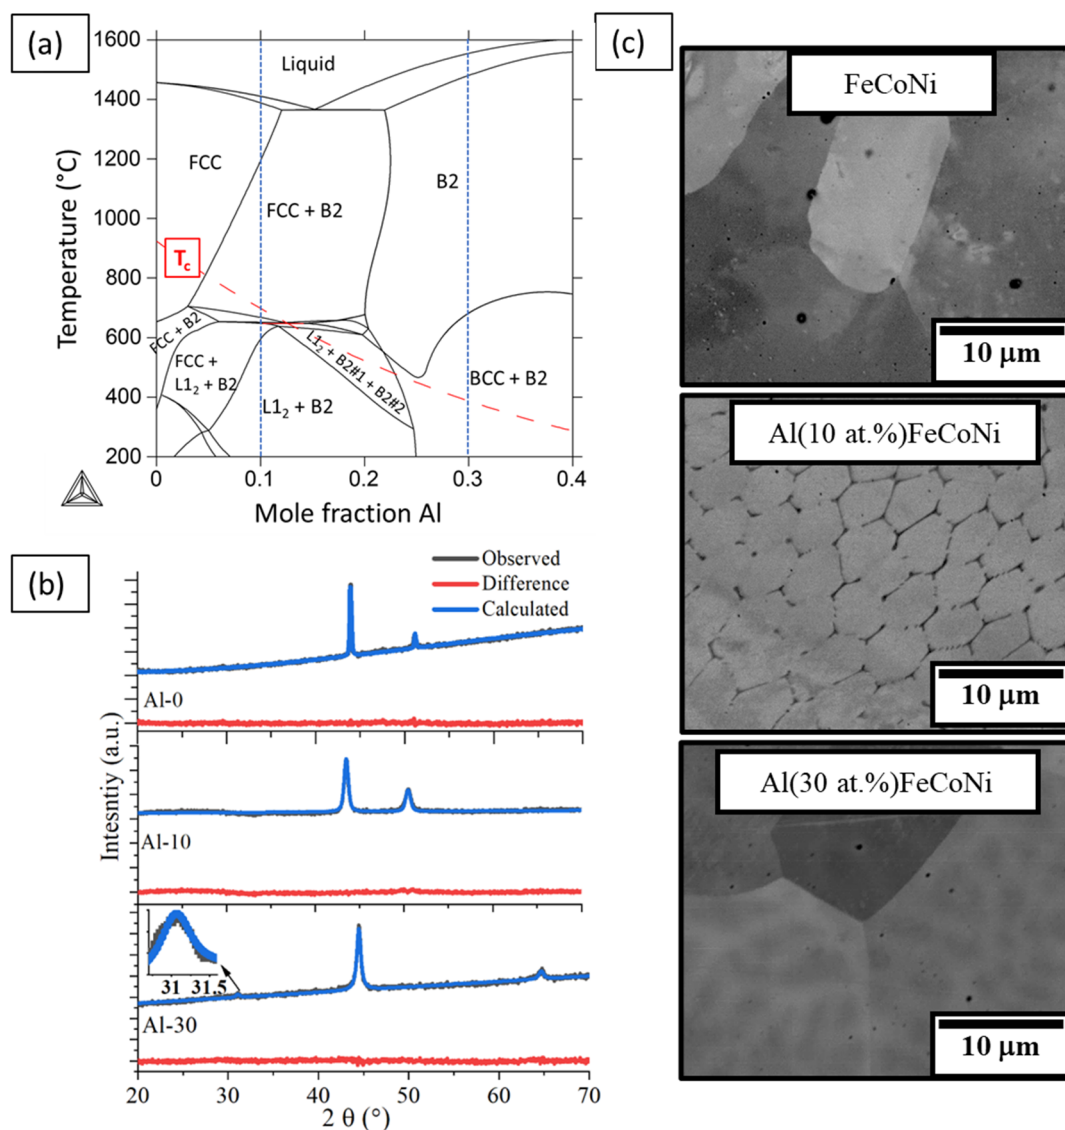 (a)
1600
1400
1200
1000
800
600
400
200
Temperature (°C)
Liquid
FCC
FCC + B2
B2
Tc
FCC + B2
FCC +
L1₂ + B2
L1₂ + B2#1 + B2#2
L1₂ + B2
BCC + B2
0
0.1
0.2
0.3
0.4
Mole fraction Al
(b)
Observed
Difference
Calculated
Al-0
Al-10
31 31.5
Al-30
Intesntiy (a.u.)
20 30 40 50 60 70
2 θ (°)
(c)
FeCoNi
10 µm
Al(10 at.%)FeCoNi
10 µm
Al(30 at.%)FeCoNi
10 µm